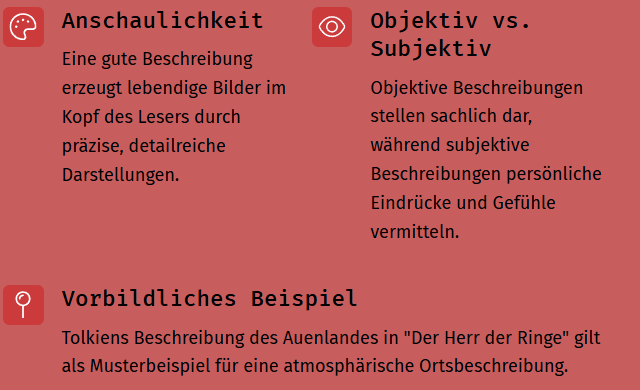 Anschaulichkeit
Eine gute Beschreibung
erzeugt lebendige Bilder im
Kopf des Lesers durch
präzise, detailreiche
Darstellungen.
Objektiv vs.
Subjektiv
Objektive Beschreibungen
stellen sachlich dar,
während subjektive
Beschreibungen persönliche
Eindrücke und Gefühle
vermitteln.
Vorbildliches Beispiel
Tolkiens Beschreibung des Auenlandes in "Der Herr der Ringe" gilt
als Musterbeispiel für eine atmosphärische Ortsbeschreibung.